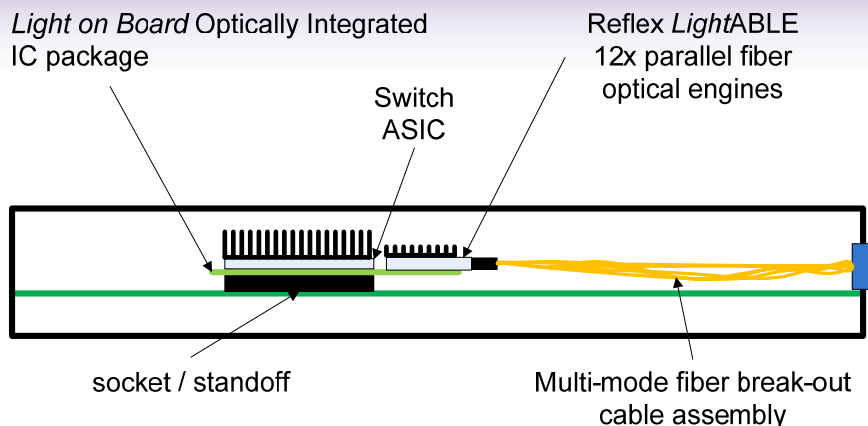 Light on Board Optically Integrated
IC package
Reflex LightABLE
12x parallel fiber
optical engines
Switch
ASIC
socket / standoff
Multi-mode fiber break-out
cable assembly